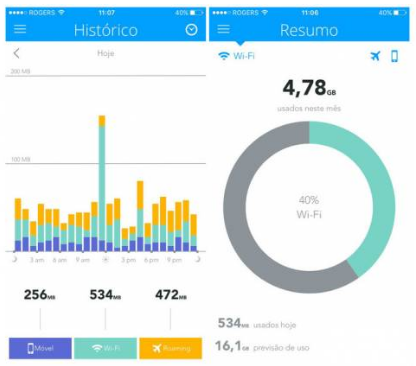 ROGERS 11:07 40%
Histórico
Hoje
200 MB
100 MB
3 am 6 am 9 am 3 pm 6 pm 9 pm
256MB 534MB 472MB
Móvel Wi-Fi Roaming
ROGERS 11:06 40%
Resumo
Wi-Fi
4,78GB
usados neste mês
40%
Wi-Fi
534MB usados hoje
16,1GB previsão de uso